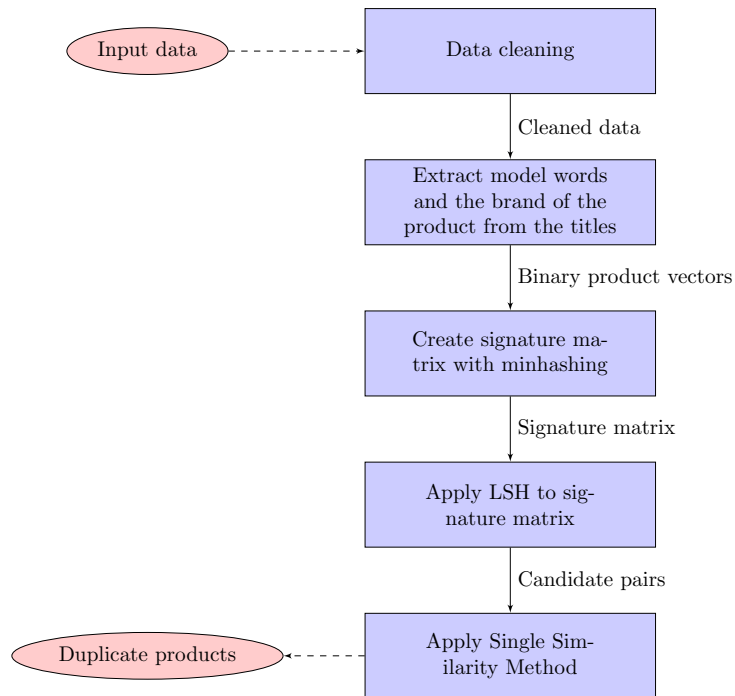 Input data
Data cleaning
Cleaned data
Extract model words
and the brand of the
product from the titles
Binary product vectors
Create signature ma-
trix with minhashing
Signature matrix
Apply LSH to sig-
nature matrix
Candidate pairs
Duplicate products
Apply Single Sim-
ilarity Method